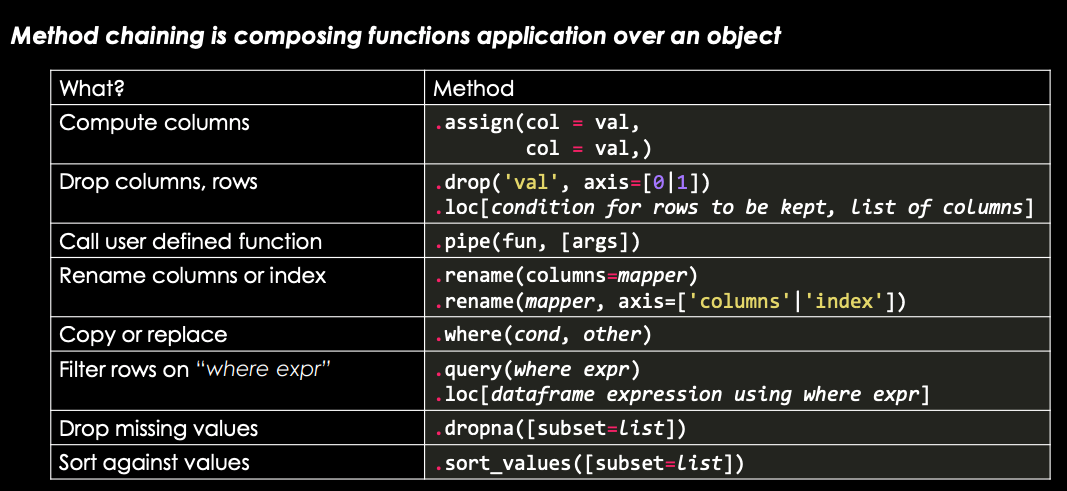 Method chaining is composing functions application over an object
What?
Method
Compute columns
.assign(col = val,
col = val,)
Drop columns, rows
.drop('val', axis=[0|1])
.loc[condition for rows to be kept, list of columns]
Call user defined function
.pipe(fun, [args])
Rename columns or index
.rename(columns=mapper)
.rename(mapper, axis=['columns'|'index'])
Copy or replace
.where(cond, other)
Filter rows on “where expr”
.query(where expr)
.loc[dataframe expression using where expr]
Drop missing values
.dropna([subset=list])
Sort against values
.sort_values([subset=list])